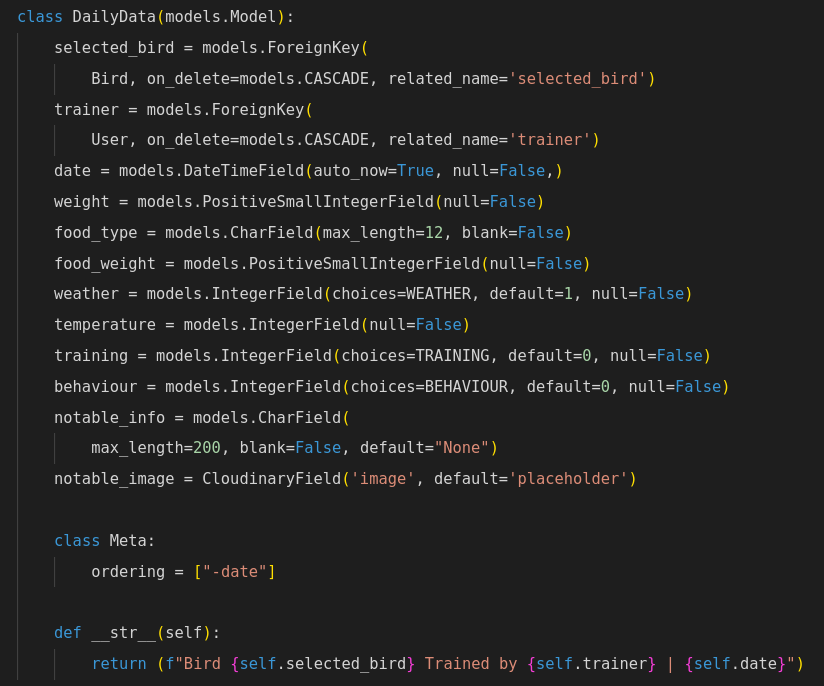 class DailyData(models.Model):
    selected_bird = models.ForeignKey(
        Bird, on_delete=models.CASCADE, related_name='selected_bird')
    trainer = models.ForeignKey(
        User, on_delete=models.CASCADE, related_name='trainer')
    date = models.DateTimeField(auto_now=True, null=False,)
    weight = models.PositiveSmallIntegerField(null=False)
    food_type = models.CharField(max_length=12, blank=False)
    food_weight = models.PositiveSmallIntegerField(null=False)
    weather = models.IntegerField(choices=WEATHER, default=1, null=False)
    temperature = models.IntegerField(null=False)
    training = models.IntegerField(choices=TRAINING, default=0, null=False)
    behaviour = models.IntegerField(choices=BEHAVIOUR, default=0, null=False)
    notable_info = models.CharField(
        max_length=200, blank=False, default="None")
    notable_image = CloudinaryField('image', default='placeholder')

    class Meta:
        ordering = ["-date"]

    def __str__(self):
        return (f"Bird {self.selected_bird} Trained by {self.trainer} | {self.date}")